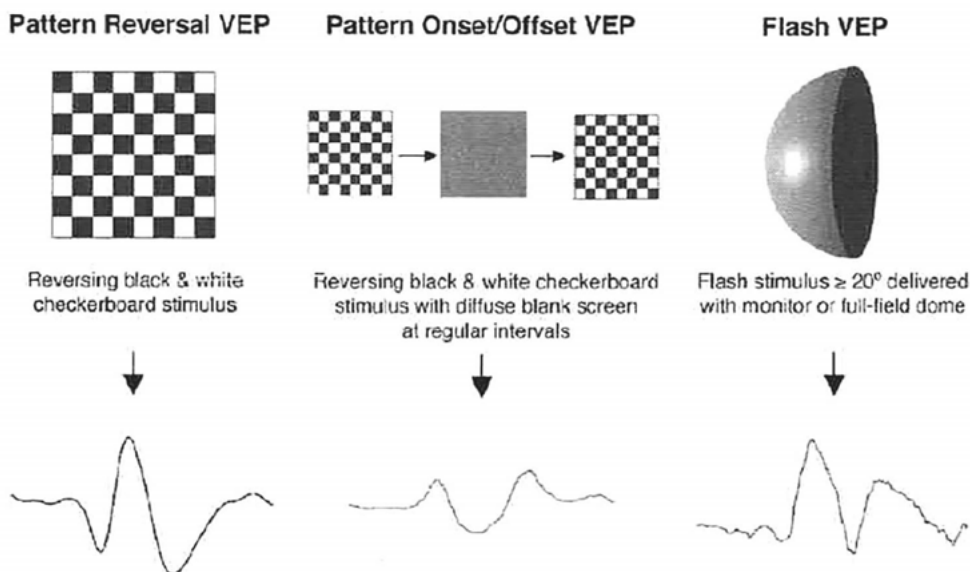 Pattern Reversal VEP
Reversing black & white
checkerboard stimulus
Pattern Onset/Offset VEP
Reversing black & white checkerboard
stimulus with diffuse blank screen
at regular intervals
Flash VEP
Flash stimulus ≥ 20° delivered
with monitor or full-field dome